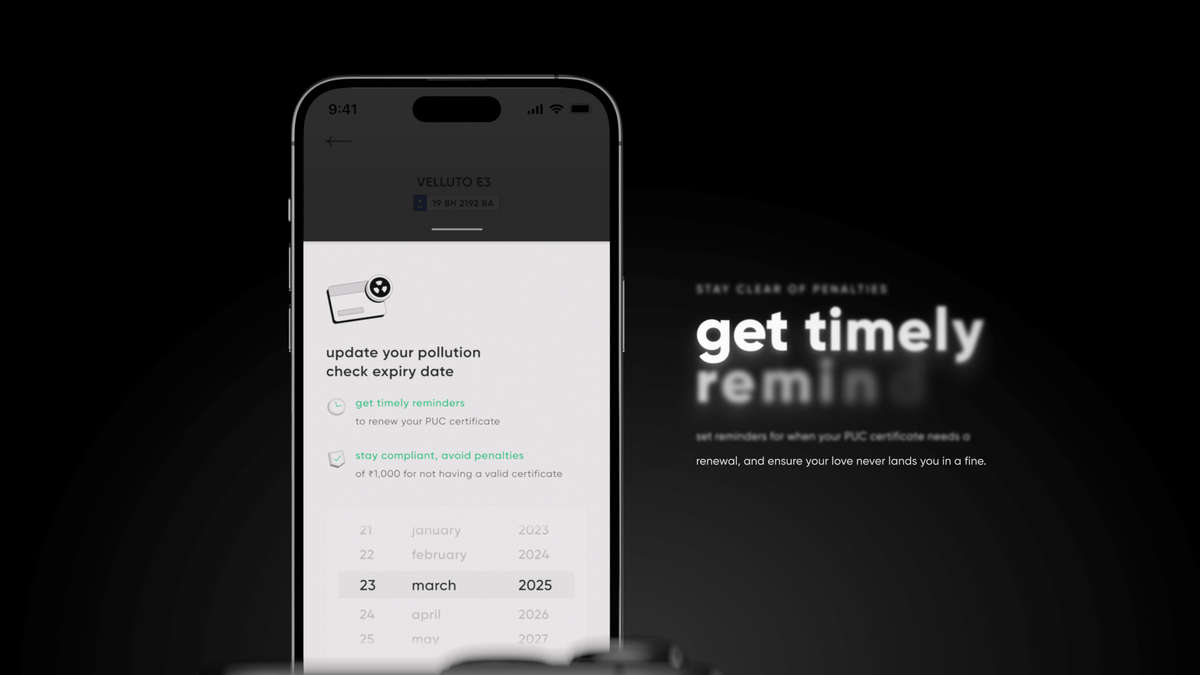 9:41
VELLUTO E3
19 BH 2192 BA
update your pollution
check expiry date
get timely reminders
to renew your PUC certificate
stay compliant, avoid penalties
of ₹1,000 for not having a valid certificate
21 january 2023
22 february 2024
23 march 2025
24 april 2026
25 may 2027
STAY CLEAR OF PENALTIES
get timely
remind
set reminders for when your PUC certificate needs a
renewal, and ensure your love never lands you in a fine.